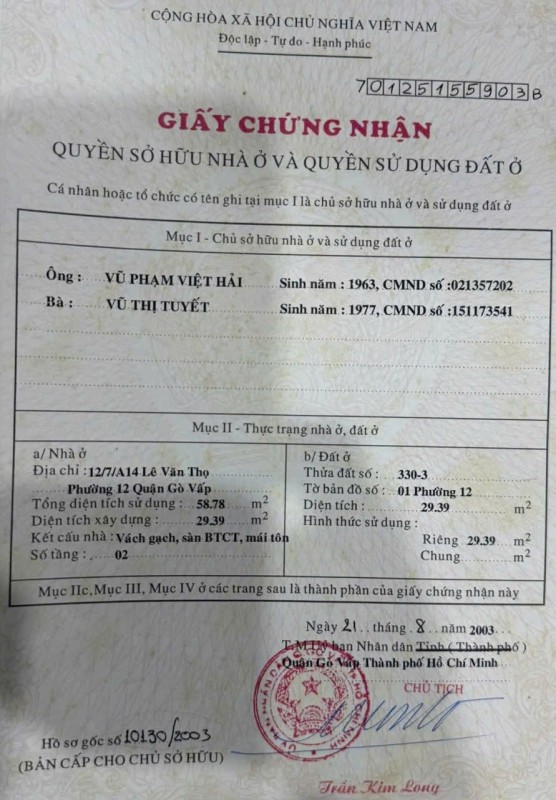 CỘNG HÒA XÃ HỘI CHỦ NGHĨA VIỆT NAM
Độc lập - Tự do - Hạnh phúc
70125155903B
GIẤY CHỨNG NHẬN
QUYỀN SỞ HỮU NHÀ Ở VÀ QUYỀN SỬ DỤNG ĐẤT Ở
Cá nhân hoặc tổ chức có tên ghi tại mục I là chủ sở hữu nhà ở và sử dụng đất ở
Mục I - Chủ sở hữu nhà ở và sử dụng đất ở
Ông : VŨ PHẠM VIỆT HẢI Sinh năm : 1963, CMND số :021357202
Bà : VŨ THỊ TUYẾT Sinh năm : 1977, CMND số :151173541
Mục II - Thực trạng nhà ở, đất ở
a/ Nhà ở
Địa chỉ :12/7/A14 Lê Văn Thọ
Phường 12 Quận Gò Vấp
Tổng diện tích sử dụng : 58.78 m2
Diện tích xây dựng : 29.39 m2
Kết cấu nhà : Vách gạch, sàn BTCT, mái tôn
Số tầng : 02
b/ Đất ở
Thửa đất số : 330-3
Tờ bản đồ số : 01 Phường 12
Diện tích : 29.39 m2
Hình thức sử dụng :
Riêng 29.39 m2
Chung m2
Mục IIc, Mục III, Mục IV ở các trang sau là thành phần của giấy chứng nhận này
Ngày 21 tháng 8 năm 2003
T.M Ủy ban Nhân dân Tỉnh ( Thành phố )
Quận Gò Vấp Thành phố Hồ Chí Minh
CHỦ TỊCH
Hồ sơ gốc số 10130/2003
(BẢN CẤP CHO CHỦ SỞ HỮU)
Trần Kim Long